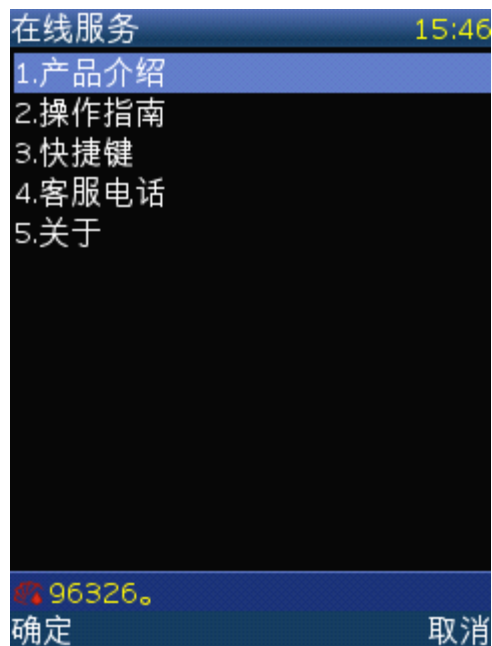 在线服务 15:46
1.产品介绍
2.操作指南
3.快捷键
4.客服电话
5.关于
96326。
确定 取消